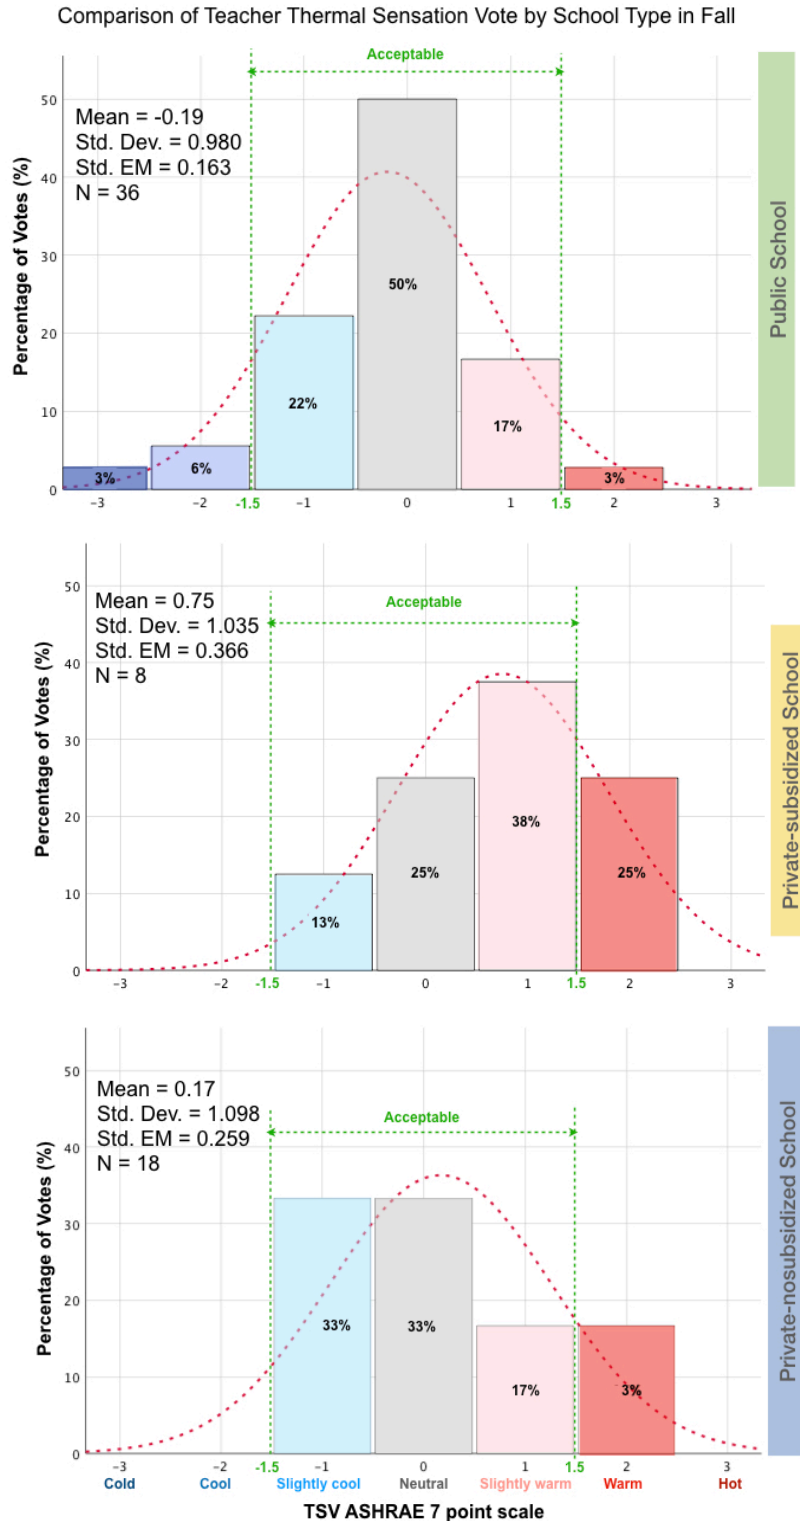 Comparison of Teacher Thermal Sensation Vote by School Type in Fall
Acceptable
Mean = -0.19
Std. Dev. = 0.980
Std. EM = 0.163
N = 36
Percentage of Votes (%)
50
40
30
20
10
0
3%
6%
22%
50%
17%
3%
−3
−2
-1.5
−1
0
1
1.5
2
3
Public School
Acceptable
Mean = 0.75
Std. Dev. = 1.035
Std. EM = 0.366
N = 8
Percentage of Votes (%)
50
40
30
20
10
0
13%
25%
38%
25%
−3
−2
-1.5
−1
0
1
1.5
2
3
Private-subsidized School
Acceptable
Mean = 0.17
Std. Dev. = 1.098
Std. EM = 0.259
N = 18
Percentage of Votes (%)
50
40
30
20
10
0
33%
33%
17%
3%
−3
−2
-1.5
−1
0
1
1.5
2
3
Cold
Cool
Slightly cool
Neutral
Slightly warm
Warm
Hot
TSV ASHRAE 7 point scale
Private-nosubsidized School